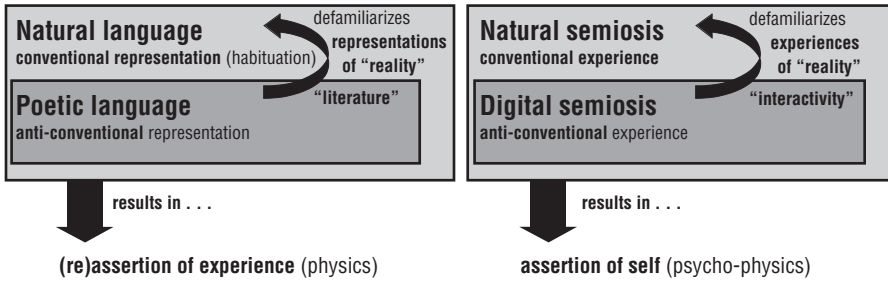 Natural language
conventional representation (habituation)
defamiliarizes
representations
of “reality”
“literature”
Poetic language
anti-conventional representation
results in . . .
(re)assertion of experience (physics)
Natural semiosis
conventional experience
defamiliarizes
experiences
of “reality”
“interactivity”
Digital semiosis
anti-conventional experience
results in . . .
assertion of self (psycho-physics)